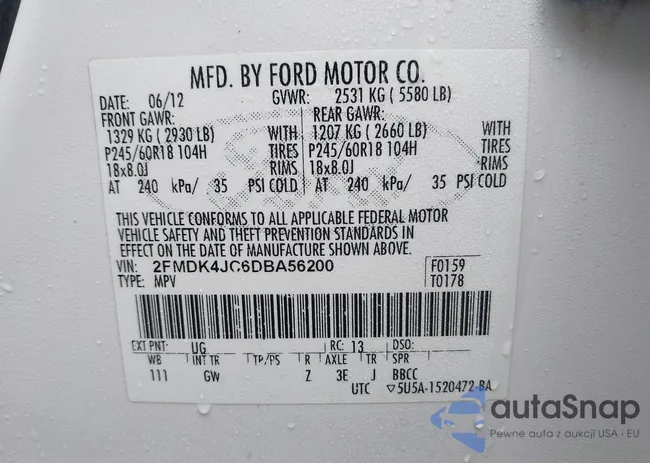 MFD. BY FORD MOTOR CO.
DATE: 06/12 GVWR: 2531 KG ( 5580 LB)
FRONT GAWR: REAR GAWR:
1329 KG ( 2930 LB) WITH 1207 KG ( 2660 LB) WITH
P245/60R18 104H TIRES P245/60R18 104H TIRES
18x8.0J RIMS 18x8.0J RIMS
AT 240 kPa/ 35 PSI COLD AT 240 kPa/ 35 PSI COLD
THIS VEHICLE CONFORMS TO ALL APPLICABLE FEDERAL MOTOR
VEHICLE SAFETY AND THEFT PREVENTION STANDARDS IN
EFFECT ON THE DATE OF MANUFACTURE SHOWN ABOVE.
VIN: 2FMDK4JC6DBA56200 F0159
TYPE: MPV T0178
EXT PNT: UG RC: 13 DSO:
WB INT TR TP/PS R AXLE TR SPR
111 GW Z 3E J BBCC
UTC ▽5U5A-1520472-BA
autaSnap
Pewne auta z aukcji USA i EU